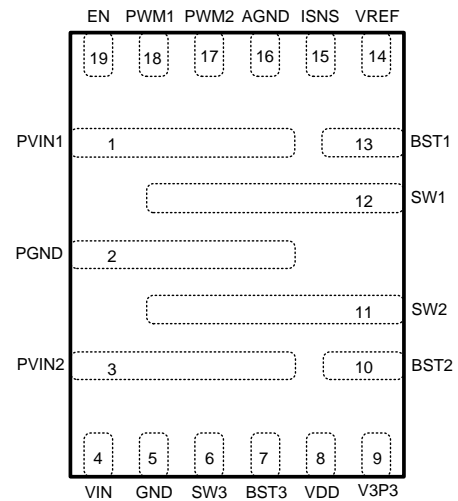 EN PWM1 PWM2 AGND ISNS VREF
19 18 17 16 15 14
PVIN1 1 13 BST1
12 SW1
PGND 2
11 SW2
PVIN2 3 10 BST2
4 5 6 7 8 9
VIN GND SW3 BST3 VDD V3P3